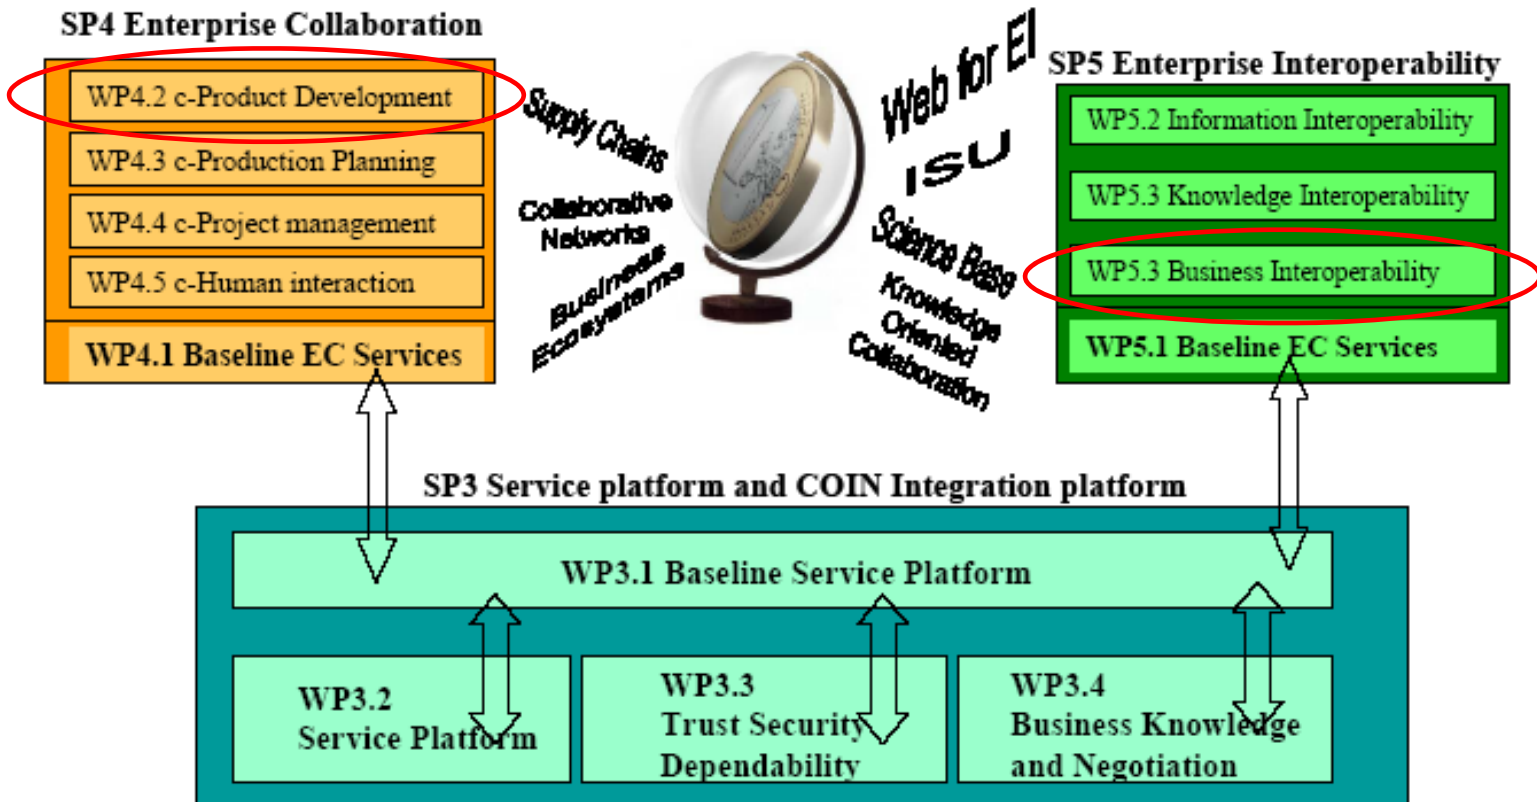 SP4 Enterprise Collaboration
WP4.2 c-Product Development
WP4.3 c-Production Planning
WP4.4 c-Project management
WP4.5 c-Human interaction
WP4.1 Baseline EC Services
Supply Chains
Collaborative
Networks
Business
Ecosystems
Web for EI
ISU
Science Base
Knowledge
Oriented
Collaboration
SP5 Enterprise Interoperability
WP5.2 Information Interoperability
WP5.3 Knowledge Interoperability
WP5.3 Business Interoperability
WP5.1 Baseline EC Services
SP3 Service platform and COIN Integration platform
WP3.1 Baseline Service Platform
WP3.2
Service Platform
WP3.3
Trust Security
Dependability
WP3.4
Business Knowledge
and Negotiation